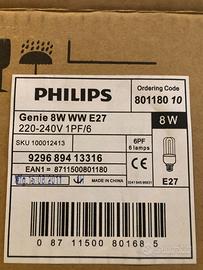 Ordering Code
801180 10
PHILIPS
Genie 8W WW E27
220-240V 1PF/6
8W
SKU 100012413
6PF
6 lamps
9296 894 13316
EAN1 = 8711500801180
E27
MADE IN CHINA
0 87 11500 80168 5